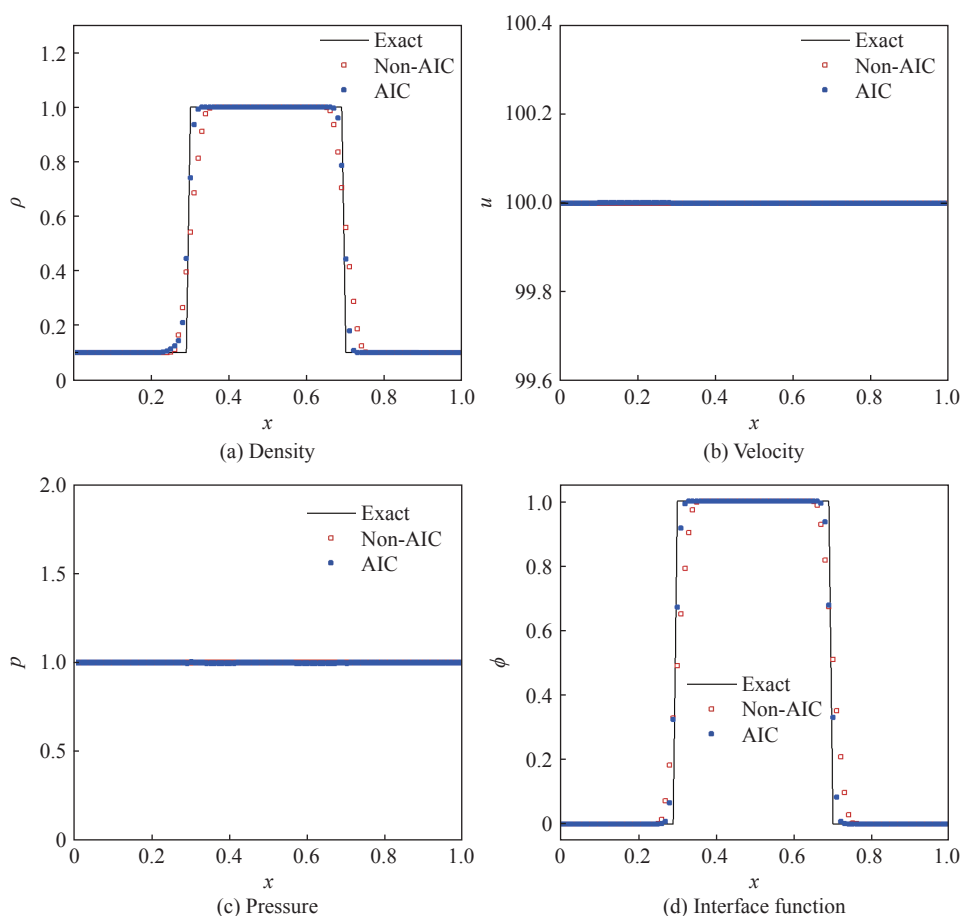 1.2
1.0
0.8
0.6
0.4
0.2
0
ρ
Exact
Non-AIC
AIC
0.2 0.4 0.6 0.8 1.0
x
(a) Density
100.4
100.2
100.0
99.8
99.6
u
Exact
Non-AIC
AIC
0 0.2 0.4 0.6 0.8 1.0
x
(b) Velocity
2.0
1.5
1.0
0.5
0
p
Exact
Non-AIC
AIC
0 0.2 0.4 0.6 0.8 1.0
x
(c) Pressure
1.0
0.8
0.6
0.4
0.2
0
ϕ
Exact
Non-AIC
AIC
0 0.2 0.4 0.6 0.8 1.0
x
(d) Interface function